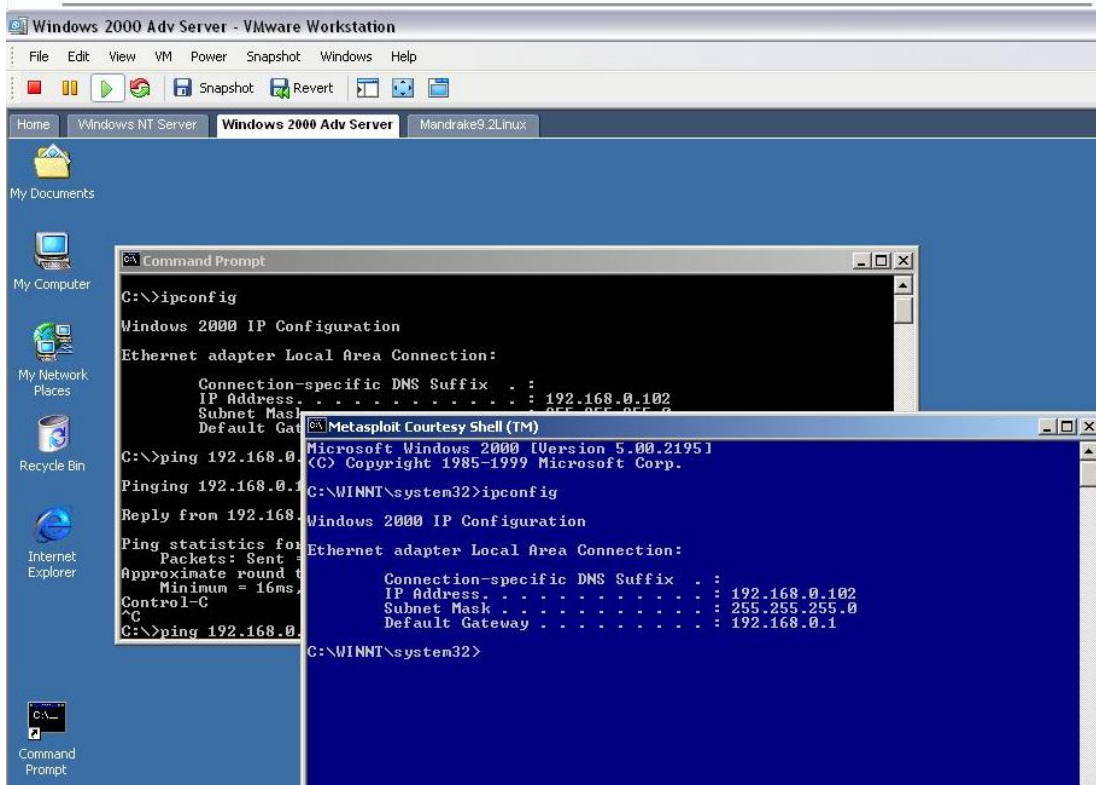 Windows 2000 Adv Server - VMware Workstation
File Edit View VM Power Snapshot Windows Help
Snapshot Revert
Home Windows NT Server Windows 2000 Adv Server Mandrake9.2Linux
My Documents
My Computer
My Network Places
Recycle Bin
Internet Explorer
Command Prompt
Command Prompt
C:\>ipconfig
Windows 2000 IP Configuration
Ethernet adapter Local Area Connection:
Connection-specific DNS Suffix . :
IP Address. . . . . . . . . . . . : 192.168.0.102
Subnet Mask
Default Gat
C:\>ping 192.168.0.
Pinging 192.168.0.1
Reply from 192.168.
Ping statistics for
Packets: Sent =
Approximate round t
Minimum = 16ms,
Control-C
^C
C:\>ping 192.168.0.
Metasploit Courtesy Shell (TM)
Microsoft Windows 2000 [Version 5.00.2195]
(C) Copyright 1985-1999 Microsoft Corp.
C:\WINNT\system32>ipconfig
Windows 2000 IP Configuration
Ethernet adapter Local Area Connection:
Connection-specific DNS Suffix . :
IP Address. . . . . . . . . . . . : 192.168.0.102
Subnet Mask . . . . . . . . . . . : 255.255.255.0
Default Gateway . . . . . . . . . : 192.168.0.1
C:\WINNT\system32>